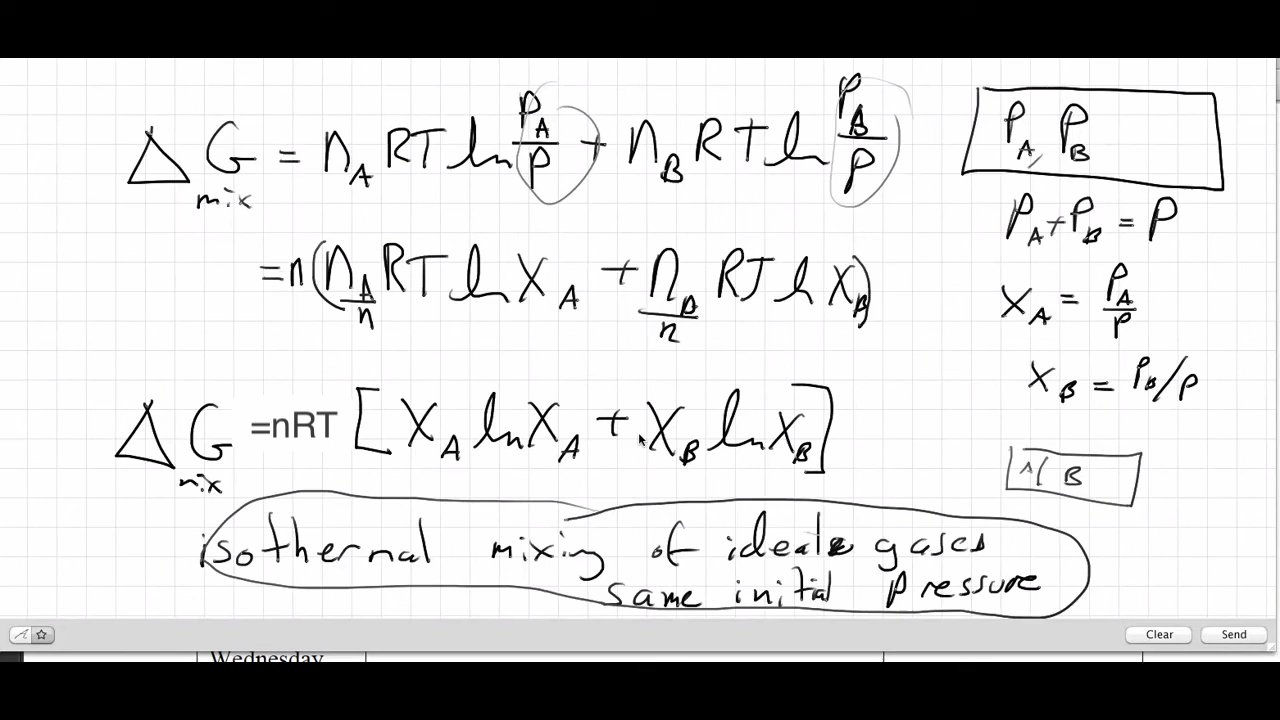 Δ G mix = n_A RT ln P_A/P + n_B RT ln P_B/P
P_A, P_B
P_A + P_B = P
= n(n_A/n RT ln X_A + n_B/n RT ln X_B)
X_A = P_A/P
X_B = P_B/P
Δ G mix =nRT [X_A ln X_A + X_B ln X_B]
B
isothermal mixing of ideal gases
same initial pressure
Clear Send
Wednesday